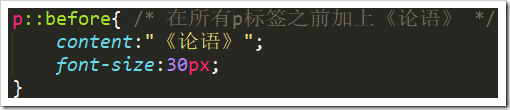 p::before{ /* 在所有p标签之前加上《论语》 */
    content:"《论语》";
    font-size:30px;
}